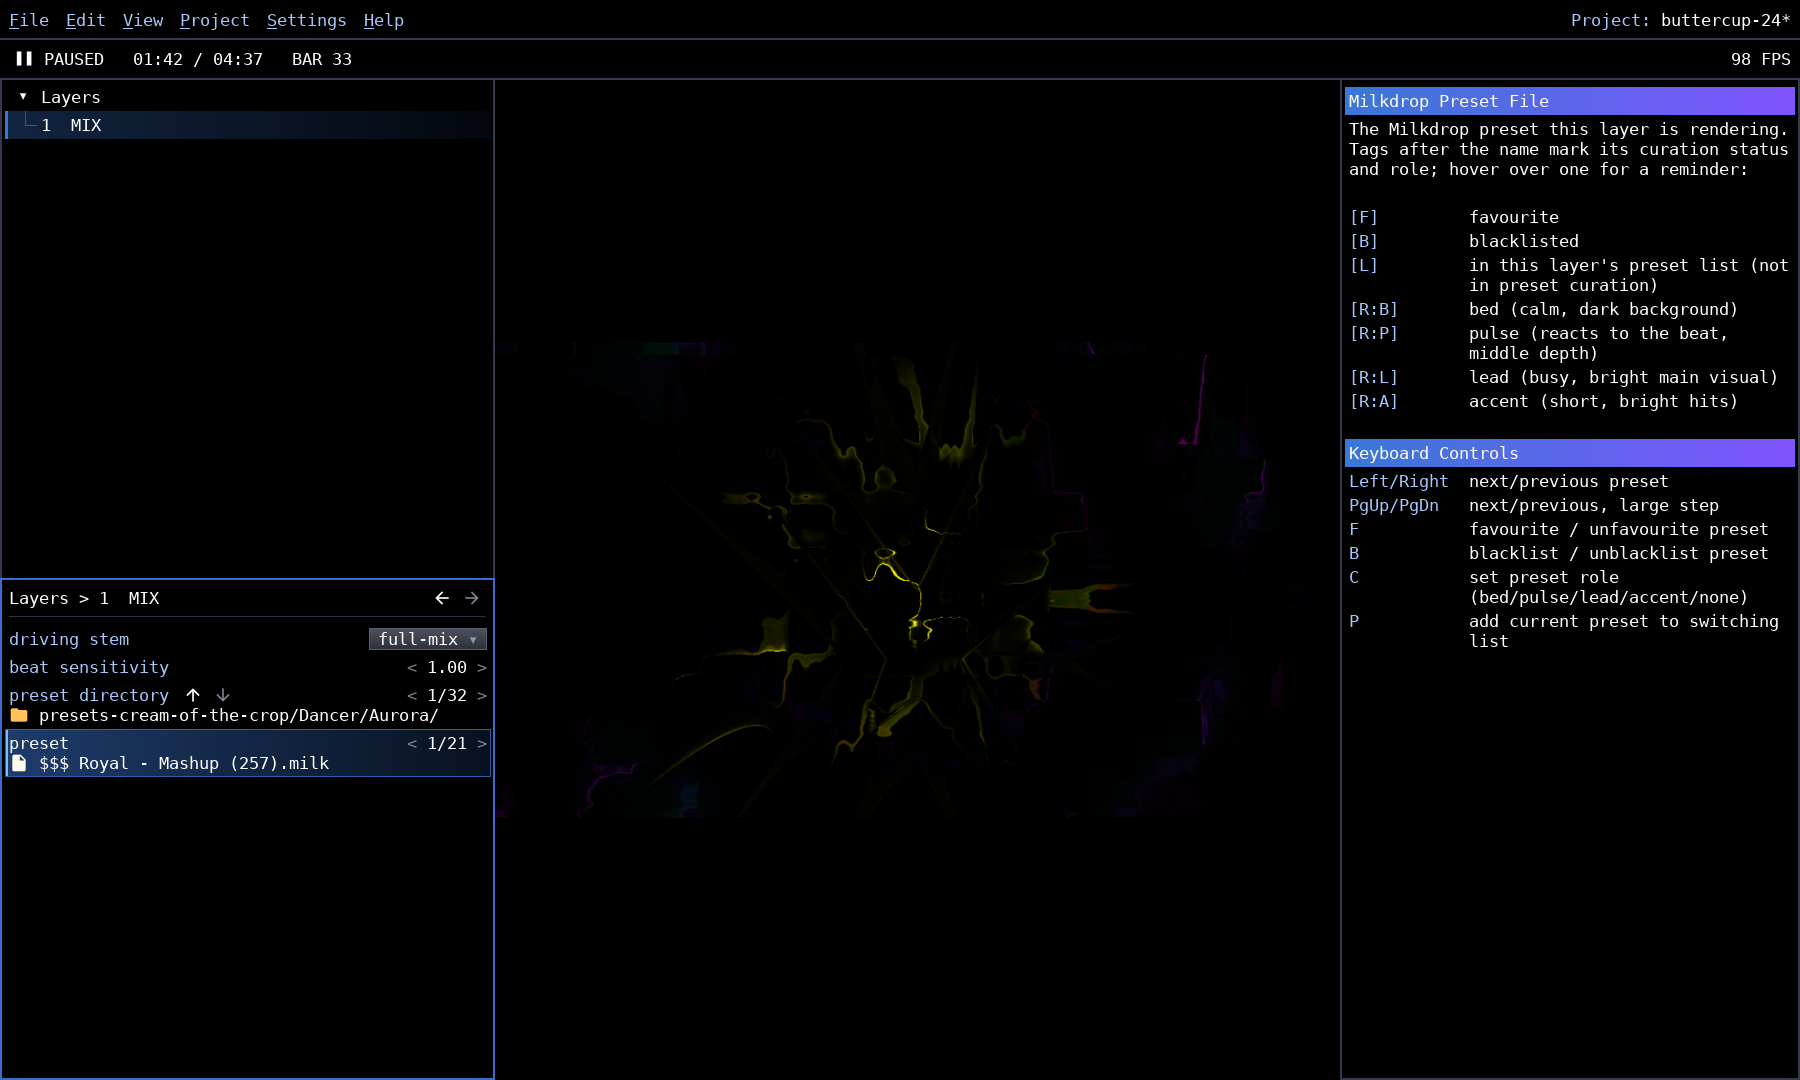 File Edit View Project Settings Help Project: buttercup-24*
PAUSED 01:42 / 04:37 BAR 33 98 FPS
▼ Layers
1 MIX
Layers > 1 MIX ← →
driving stem full-mix ▼
beat sensitivity < 1.00 >
preset directory ↑ ↓ < 1/32 >
presets-cream-of-the-crop/Dancer/Aurora/
preset < 1/21 >
$$$ Royal - Mashup (257).milk
Milkdrop Preset File
The Milkdrop preset this layer is rendering.
Tags after the name mark its curation status
and role; hover over one for a reminder:
[F] favourite
[B] blacklisted
[L] in this layer's preset list (not
in preset curation)
[R:B] bed (calm, dark background)
[R:P] pulse (reacts to the beat,
middle depth)
[R:L] lead (busy, bright main visual)
[R:A] accent (short, bright hits)
Keyboard Controls
Left/Right next/previous preset
PgUp/PgDn next/previous, large step
F favourite / unfavourite preset
B blacklist / unblacklist preset
C set preset role
(bed/pulse/lead/accent/none)
P add current preset to switching
list